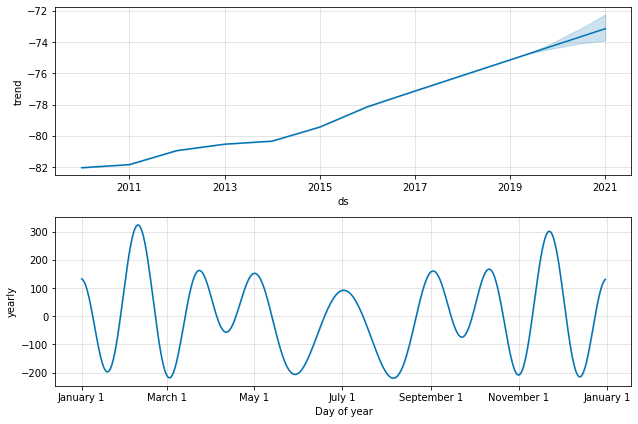 −72
−74
−76
−78
−80
−82
trend
2011 2013 2015 2017 2019 2021
ds
300
200
100
0
−100
−200
yearly
January 1 March 1 May 1 July 1 September 1 November 1 January 1
Day of year